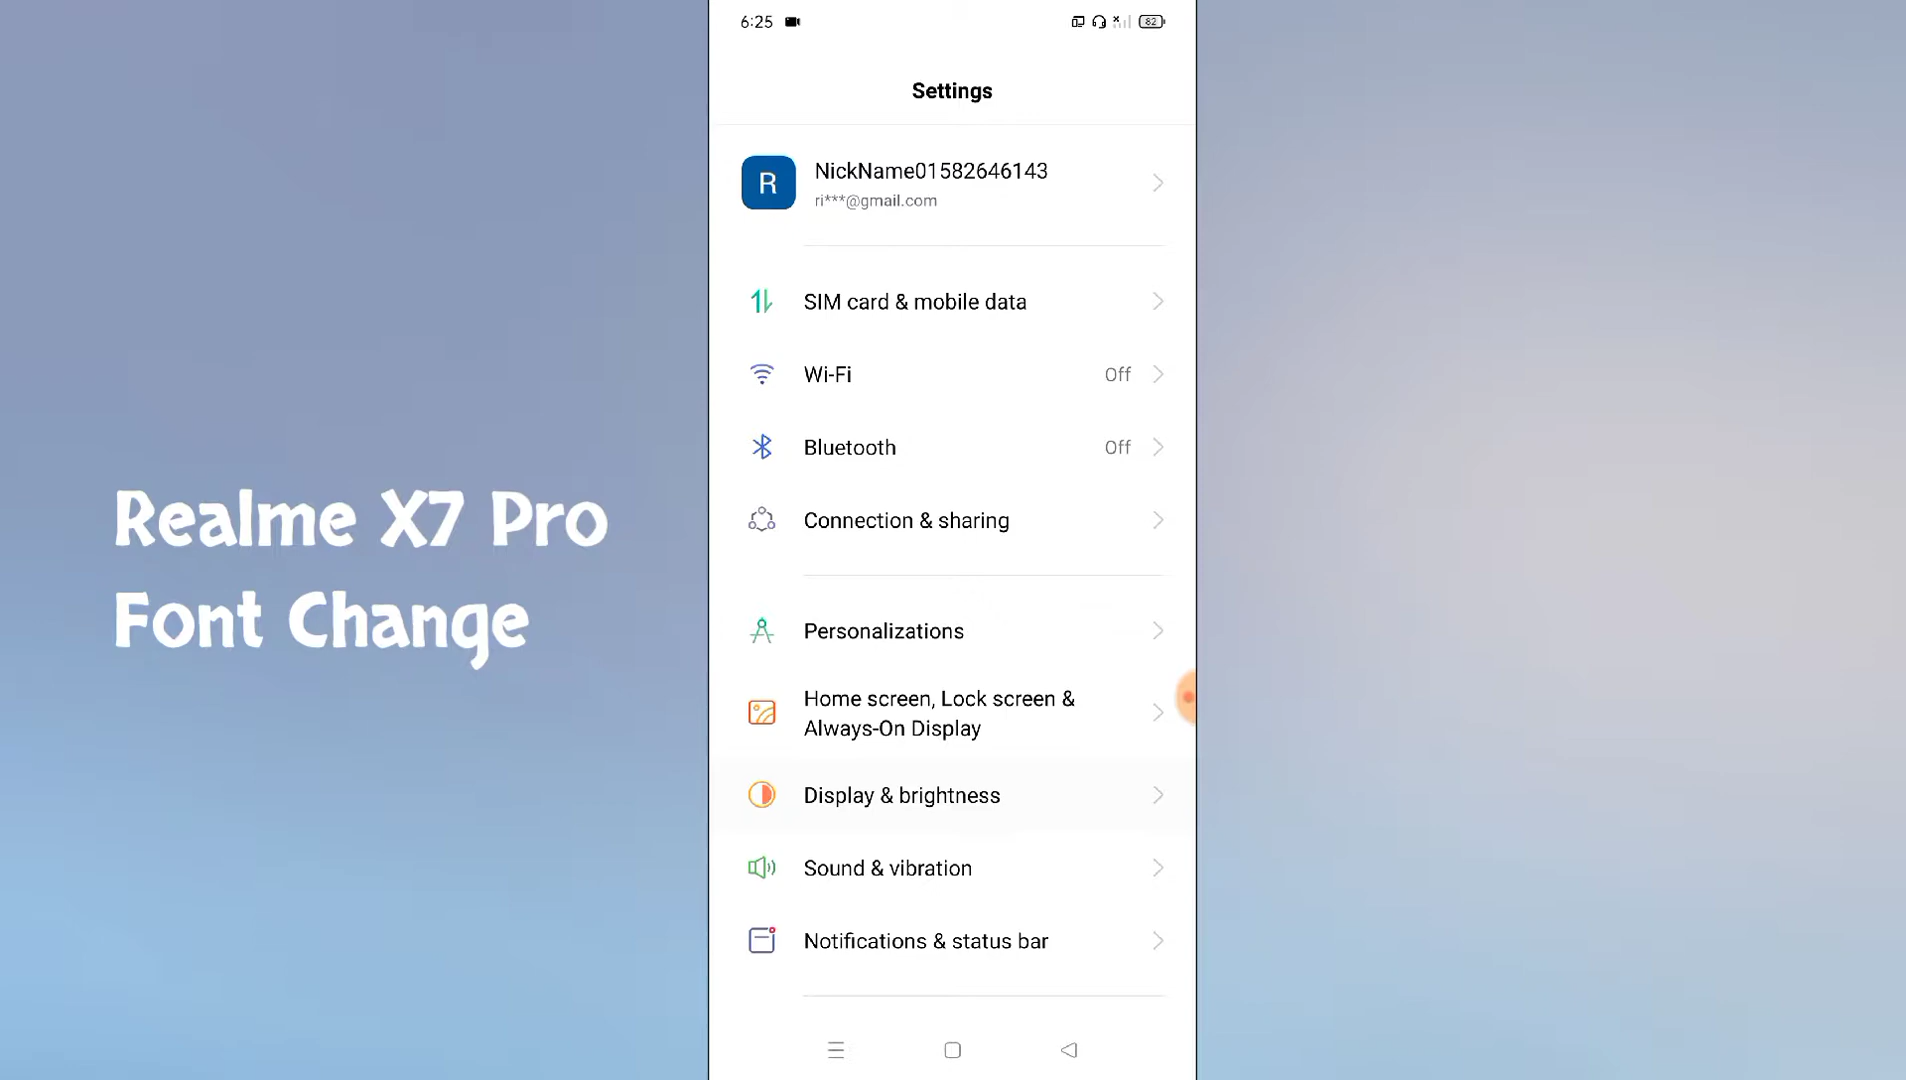 6:25
82
Settings
R
NickName01582646143
ri***@gmail.com
SIM card & mobile data
Wi-Fi
Off
Bluetooth
Off
Connection & sharing
Personalizations
Home screen, Lock screen &
Always-On Display
Display & brightness
Sound & vibration
Notifications & status bar
Realme X7 Pro
Font Change